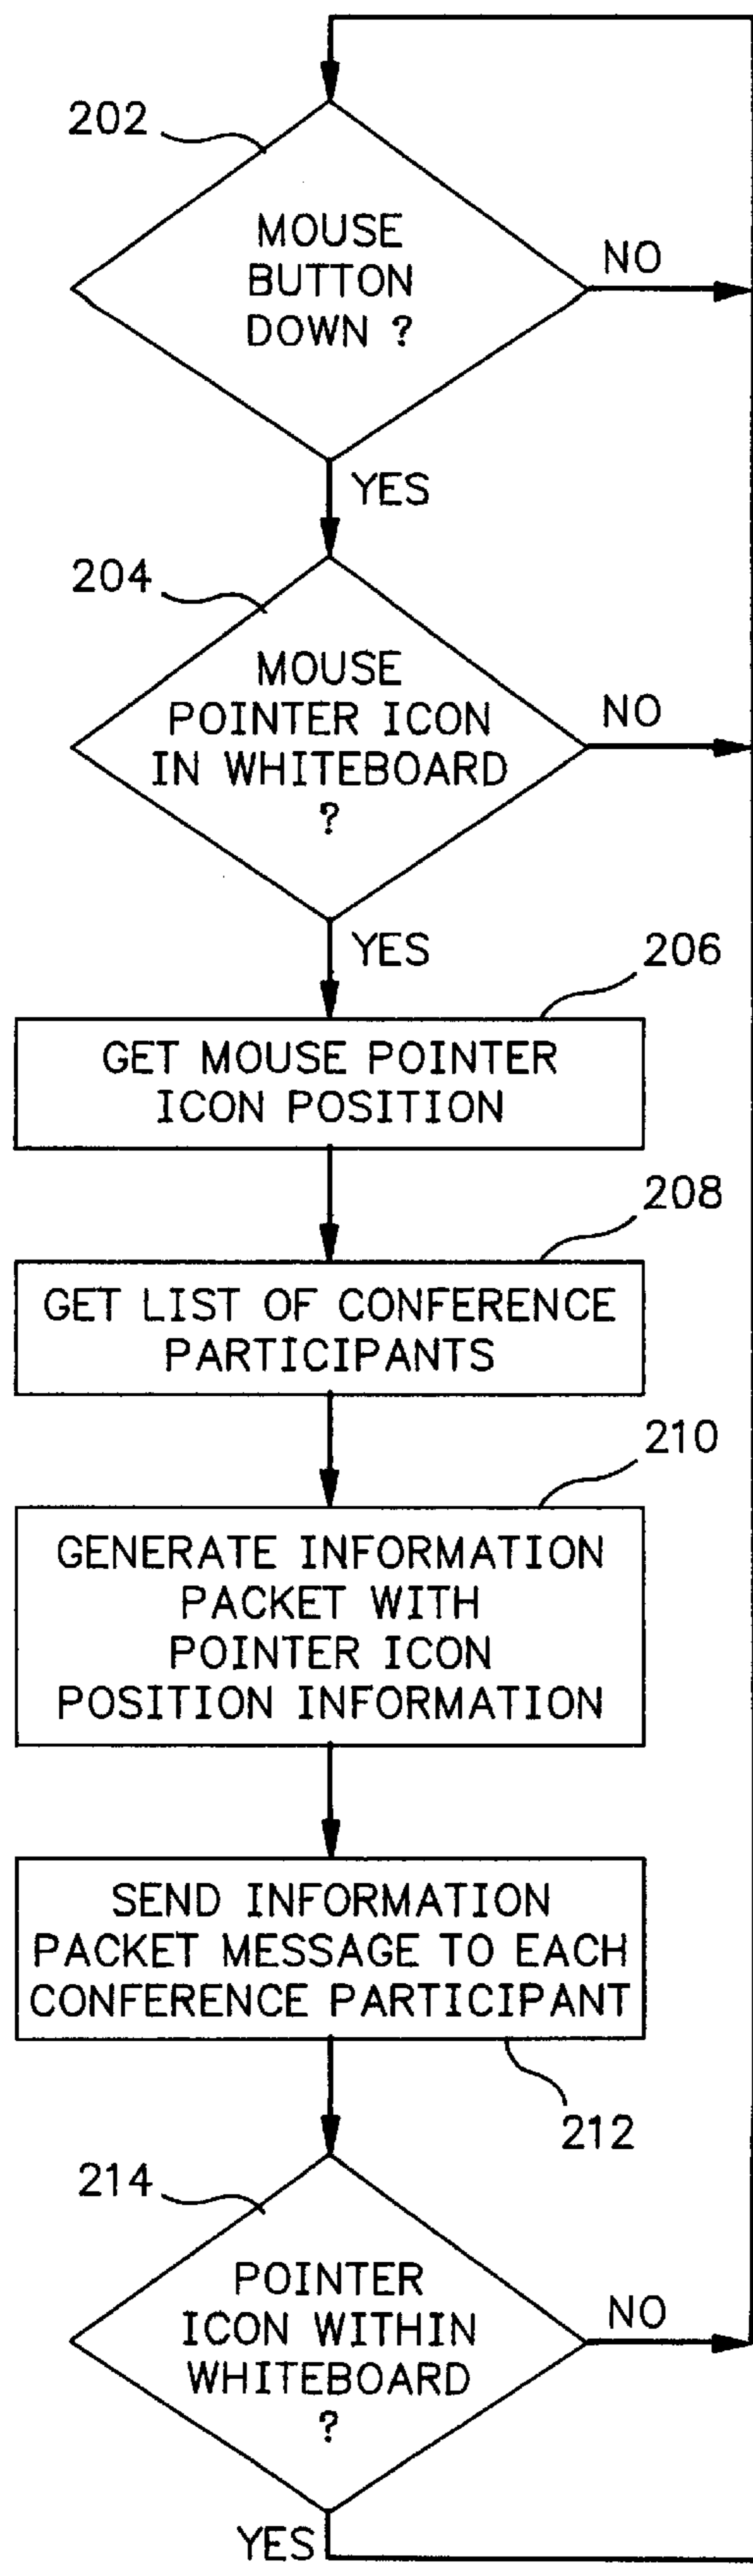 202
MOUSE
BUTTON
DOWN ?
NO
YES
204
MOUSE
POINTER ICON
IN WHITEBOARD
?
NO
YES
206
GET MOUSE POINTER
ICON POSITION
208
GET LIST OF CONFERENCE
PARTICIPANTS
210
GENERATE INFORMATION
PACKET WITH
POINTER ICON
POSITION INFORMATION
SEND INFORMATION
PACKET MESSAGE TO EACH
CONFERENCE PARTICIPANT
212
214
POINTER
ICON WITHIN
WHITEBOARD
?
NO
YES